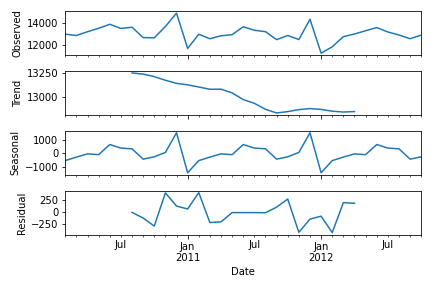 Observed
14000
12000
Trend
13250
13000
Seasonal
1000
0
−1000
Residual
250
0
−250
Jul
Jan
2011
Jul
Jan
2012
Jul
Date